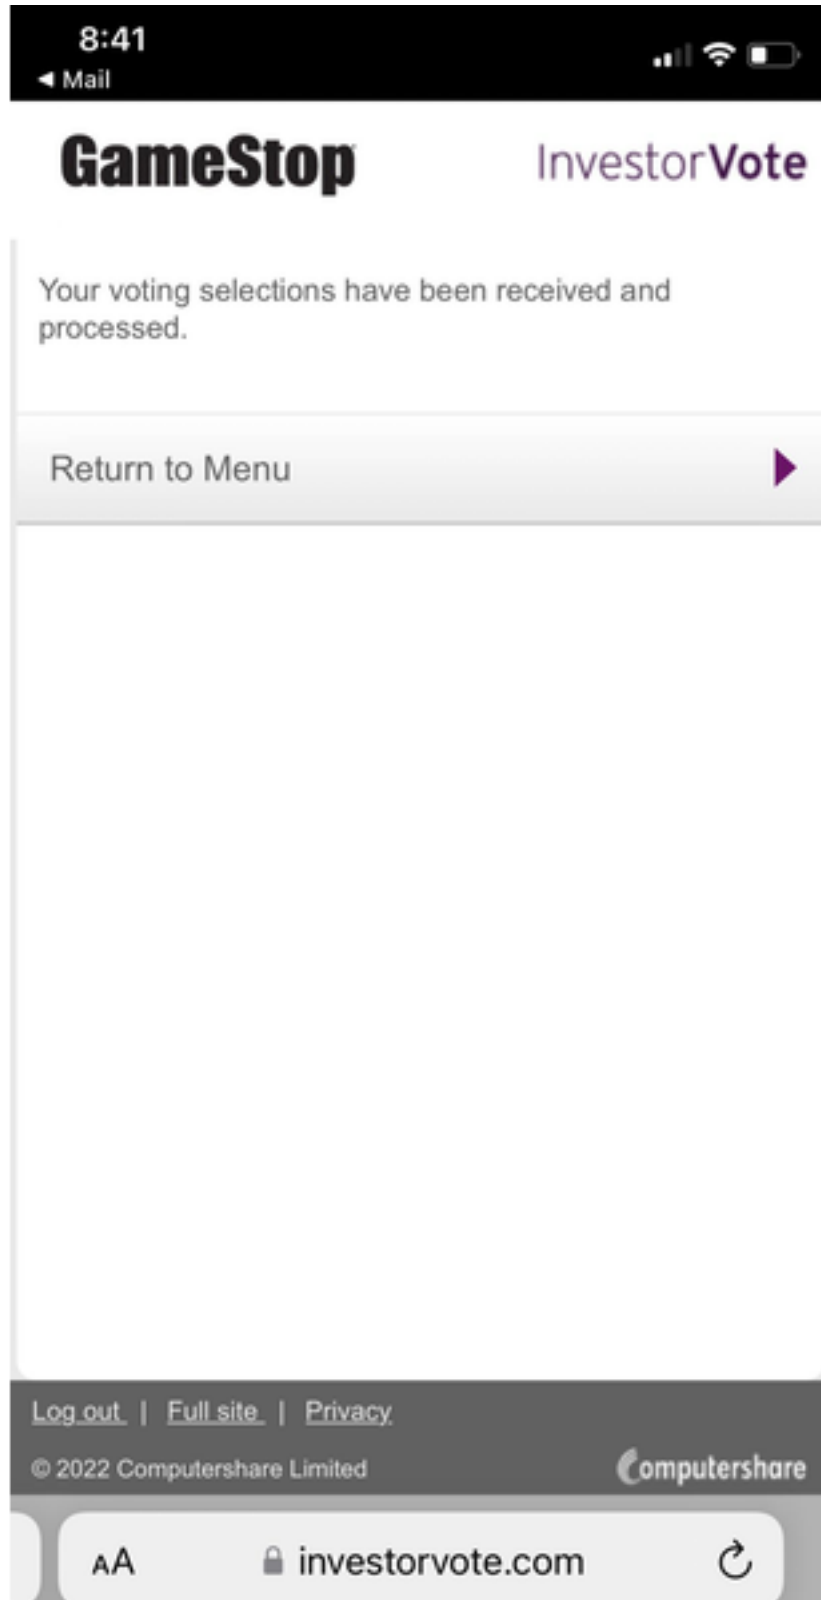 8:41
◀ Mail
GameStop
InvestorVote
Your voting selections have been received and
processed.
Return to Menu
Log out | Full site | Privacy
© 2022 Computershare Limited
Computershare
AA
investorvote.com